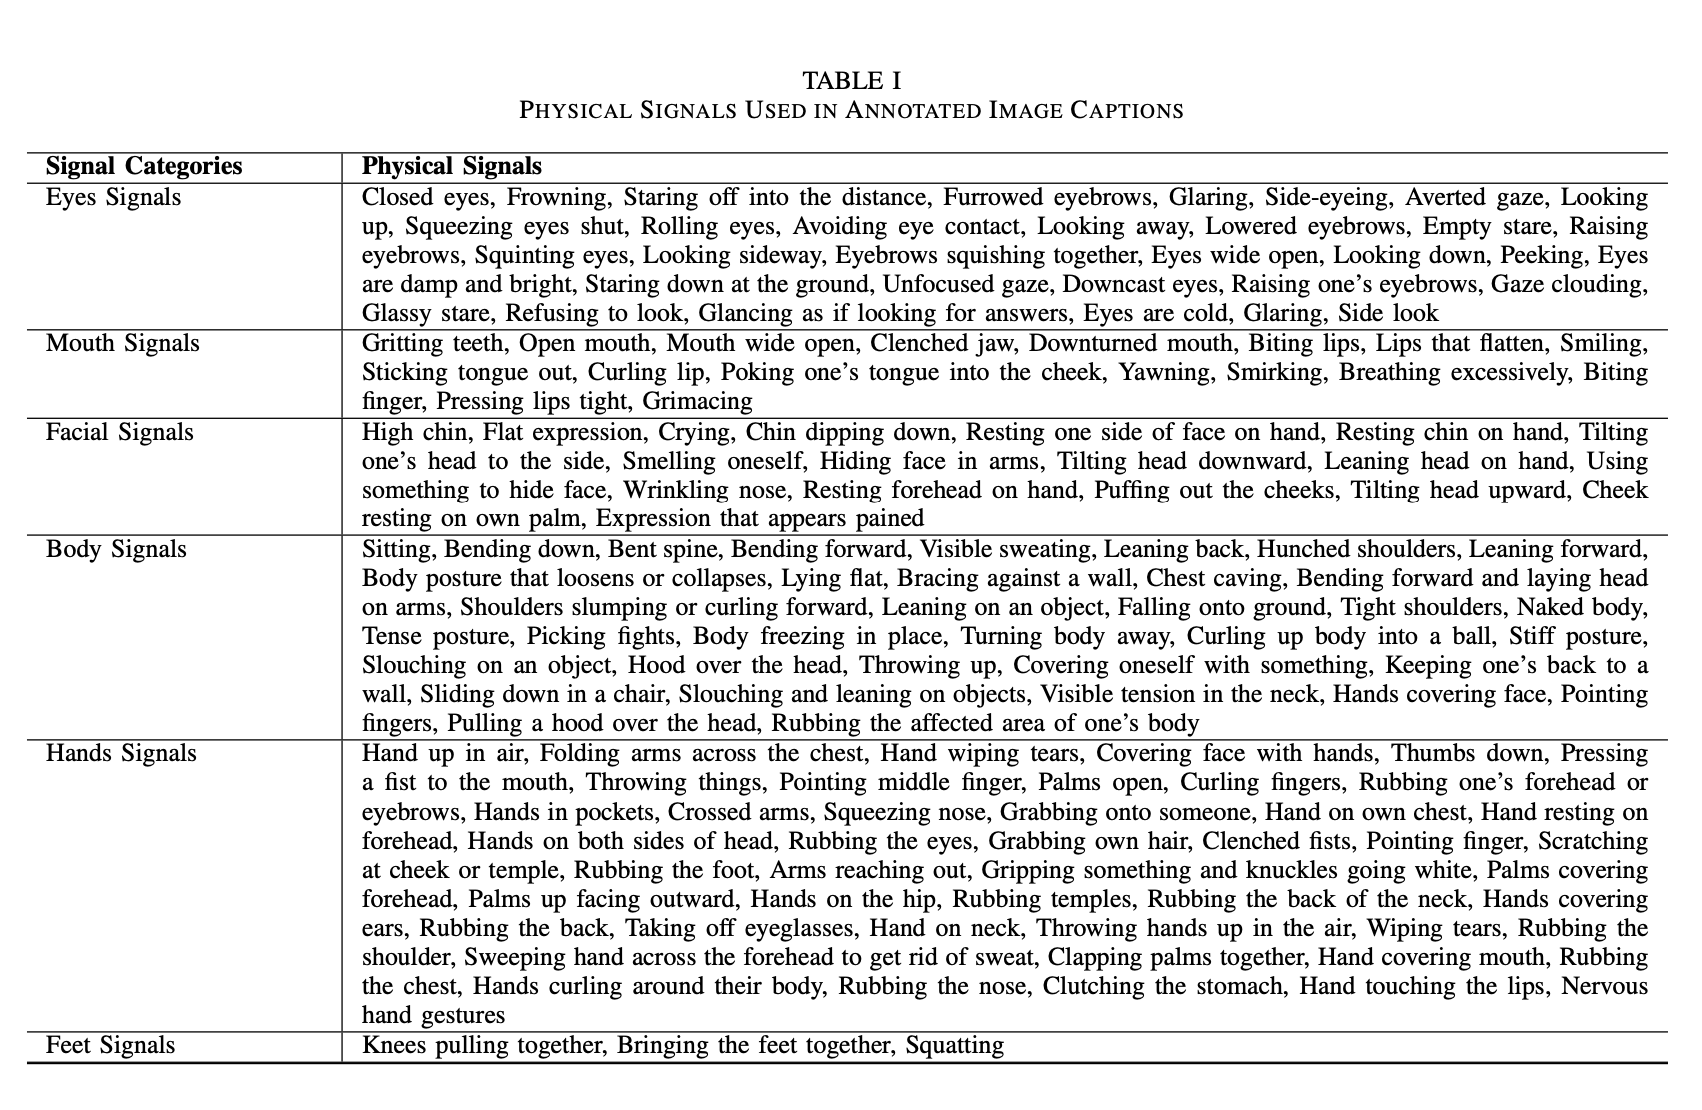 TABLE I
PHYSICAL SIGNALS USED IN ANNOTATED IMAGE CAPTIONS
Signal Categories Physical Signals
Eyes Signals Closed eyes, Frowning, Staring off into the distance, Furrowed eyebrows, Glaring, Side-eyeing, Averted gaze, Looking
up, Squeezing eyes shut, Rolling eyes, Avoiding eye contact, Looking away, Lowered eyebrows, Empty stare, Raising
eyebrows, Squinting eyes, Looking sideway, Eyebrows squishing together, Eyes wide open, Looking down, Peeking, Eyes
are damp and bright, Staring down at the ground, Unfocused gaze, Downcast eyes, Raising one's eyebrows, Gaze clouding,
Glassy stare, Refusing to look, Glancing as if looking for answers, Eyes are cold, Glaring, Side look
Mouth Signals Gritting teeth, Open mouth, Mouth wide open, Clenched jaw, Downturned mouth, Biting lips, Lips that flatten, Smiling,
Sticking tongue out, Curling lip, Poking one's tongue into the cheek, Yawning, Smirking, Breathing excessively, Biting
finger, Pressing lips tight, Grimacing
Facial Signals High chin, Flat expression, Crying, Chin dipping down, Resting one side of face on hand, Resting chin on hand, Tilting
one's head to the side, Smelling oneself, Hiding face in arms, Tilting head downward, Leaning head on hand, Using
something to hide face, Wrinkling nose, Resting forehead on hand, Puffing out the cheeks, Tilting head upward, Cheek
resting on own palm, Expression that appears pained
Body Signals Sitting, Bending down, Bent spine, Bending forward, Visible sweating, Leaning back, Hunched shoulders, Leaning forward,
Body posture that loosens or collapses, Lying flat, Bracing against a wall, Chest caving, Bending forward and laying head
on arms, Shoulders slumping or curling forward, Leaning on an object, Falling onto ground, Tight shoulders, Naked body,
Tense posture, Picking fights, Body freezing in place, Turning body away, Curling up body into a ball, Stiff posture,
Slouching on an object, Hood over the head, Throwing up, Covering oneself with something, Keeping one's back to a
wall, Sliding down in a chair, Slouching and leaning on objects, Visible tension in the neck, Hands covering face, Pointing
fingers, Pulling a hood over the head, Rubbing the affected area of one's body
Hands Signals Hand up in air, Folding arms across the chest, Hand wiping tears, Covering face with hands, Thumbs down, Pressing
a fist to the mouth, Throwing things, Pointing middle finger, Palms open, Curling fingers, Rubbing one's forehead or
eyebrows, Hands in pockets, Crossed arms, Squeezing nose, Grabbing onto someone, Hand on own chest, Hand resting on
forehead, Hands on both sides of head, Rubbing the eyes, Grabbing own hair, Clenched fists, Pointing finger, Scratching
at cheek or temple, Rubbing the foot, Arms reaching out, Gripping something and knuckles going white, Palms covering
forehead, Palms up facing outward, Hands on the hip, Rubbing temples, Rubbing the back of the neck, Hands covering
ears, Rubbing the back, Taking off eyeglasses, Hand on neck, Throwing hands up in the air, Wiping tears, Rubbing the
shoulder, Sweeping hand across the forehead to get rid of sweat, Clapping palms together, Hand covering mouth, Rubbing
the chest, Hands curling around their body, Rubbing the nose, Clutching the stomach, Hand touching the lips, Nervous
hand gestures
Feet Signals Knees pulling together, Bringing the feet together, Squatting